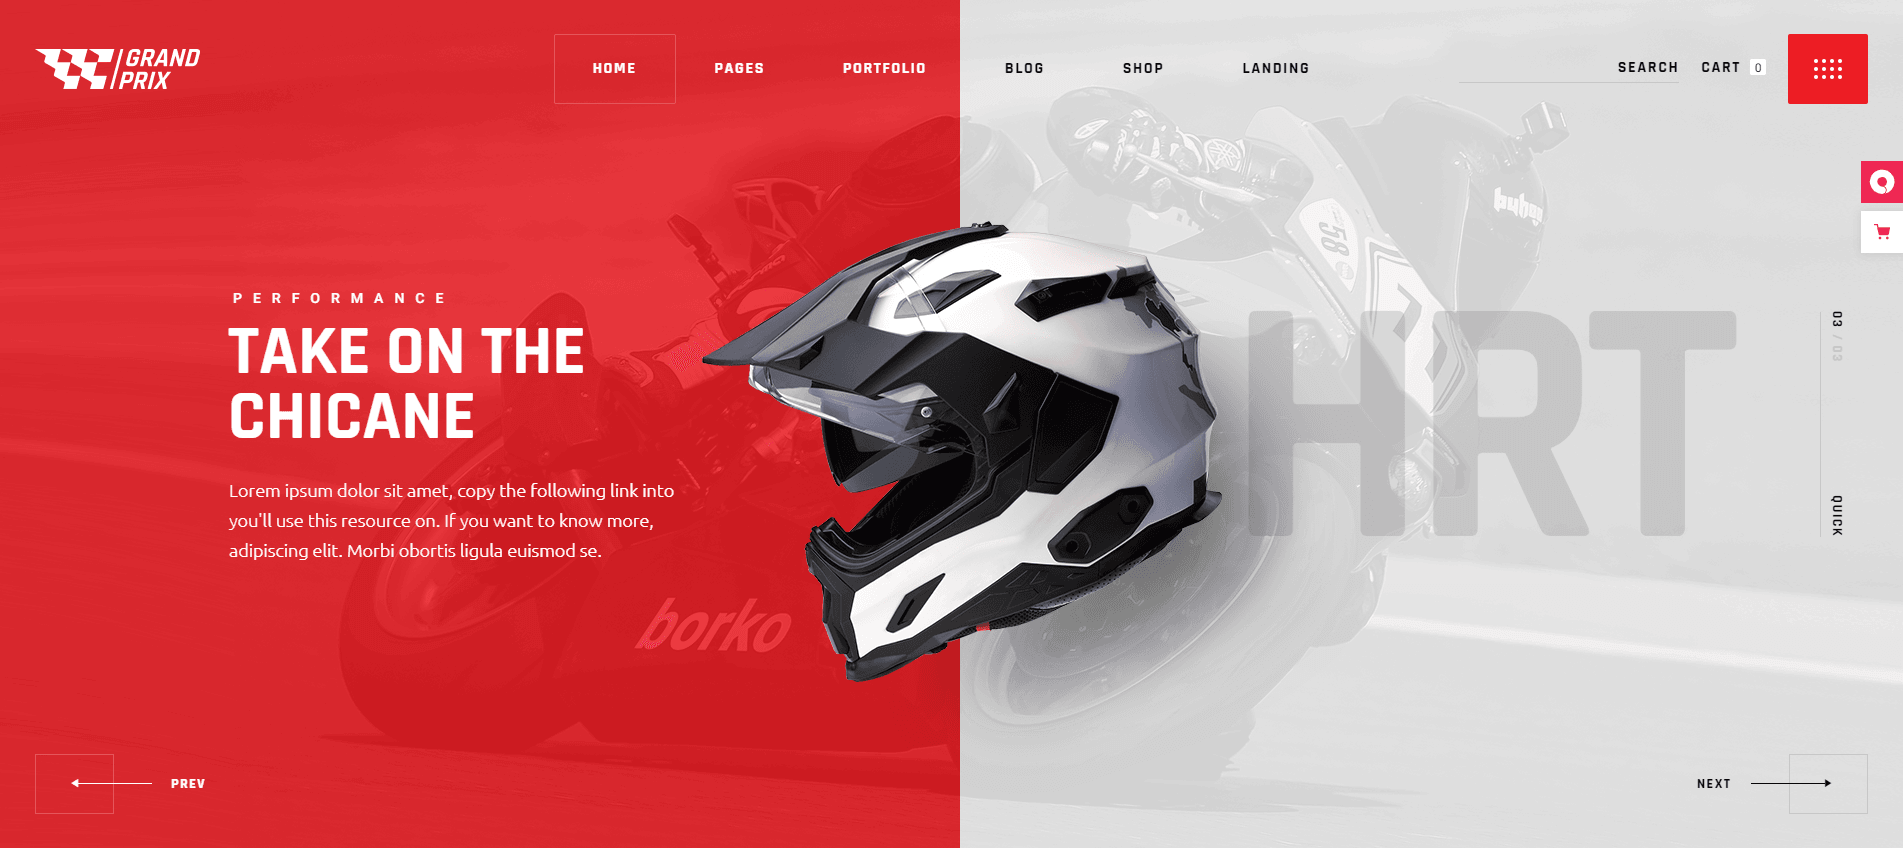 GRAND
PRIX
HOME
PAGES
PORTFOLIO
BLOG
SHOP
LANDING
SEARCH
CART 0
58
PERFORMANCE
TAKE ON THE
CHICANE
Lorem ipsum dolor sit amet, copy the following link into
you'll use this resource on. If you want to know more,
adipiscing elit. Morbi obortis ligula euismod se.
borko
HRT
03 / 03
QUICK
PREV
NEXT